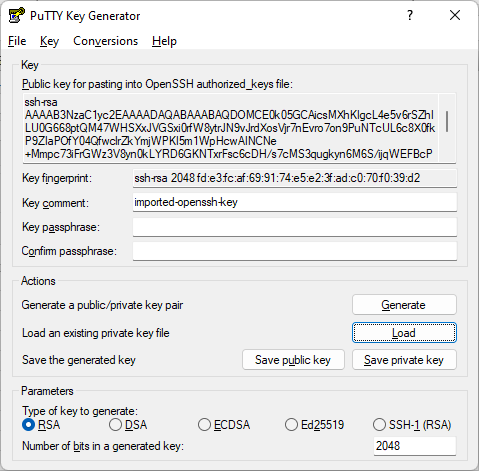 PuTTY Key Generator
?
File Key Conversions Help
Key
Public key for pasting into OpenSSH authorized_keys file:
ssh-rsa
AAAAB3NzaC1yc2EAAAADAQABAAABAQDOMCE0k05GCAicsMXhKlgcL4e5v6rSZhI
LU0G668ptQM47WHSXxJVGSxi0rfW8ytrJN9vJrdXosVjr7nEvro7on9PuNTcUL6c8X0fk
P9ZlaPOfY04QfwclrZkYmjWPKI5m1WpHcwAINCNe
+Mmpc73iFrGWz3V8yn0kLYRD6GKNTxrFsc6cDH/s7cMS3qugkyn6M6S/ijqWEFBcP
Key fingerprint: ssh-rsa 2048 fd:e3:fc:af:69:91:74:e5:e2:3f:ad:c0:70:f0:39:d2
Key comment: imported-openssh-key
Key passphrase:
Confirm passphrase:
Actions
Generate a public/private key pair Generate
Load an existing private key file Load
Save the generated key Save public key Save private key
Parameters
Type of key to generate:
RSA DSA ECDSA Ed25519 SSH-1 (RSA)
Number of bits in a generated key: 2048